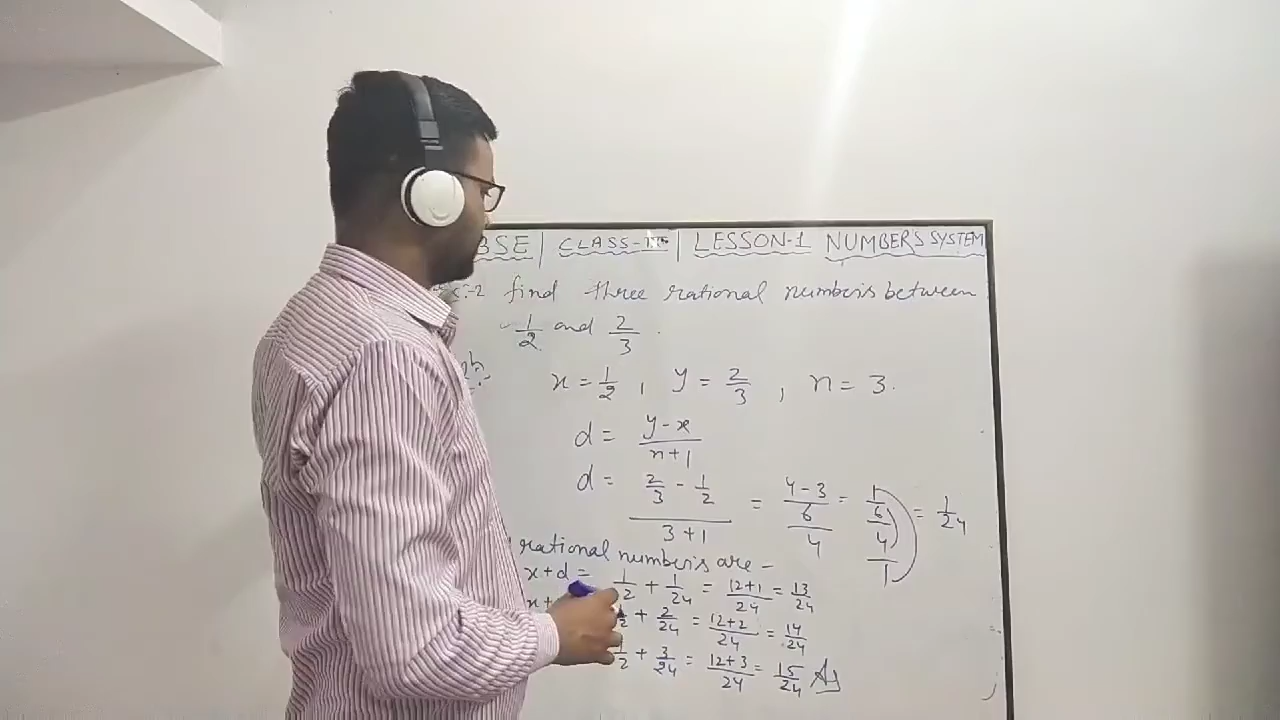 BSE | CLASS- | LESSON-1 NUMBERS SYSTEM
-2 find three rational numbers between
1/2 and 2/3 .
x = 1/2 , y = 2/3 , n = 3.
d = y-x / n+1
d = 2/3 - 1/2 / 3+1 = 4-3/6 / 4 = 1/6 / 4/1 = 1/24
rational numbers are -
x+d = 1/2 + 1/24 = 12+1/24 = 13/24
x+ 1/2 + 2/24 = 12+2/24 = 14/24
1/2 + 3/24 = 12+3/24 = 15/24